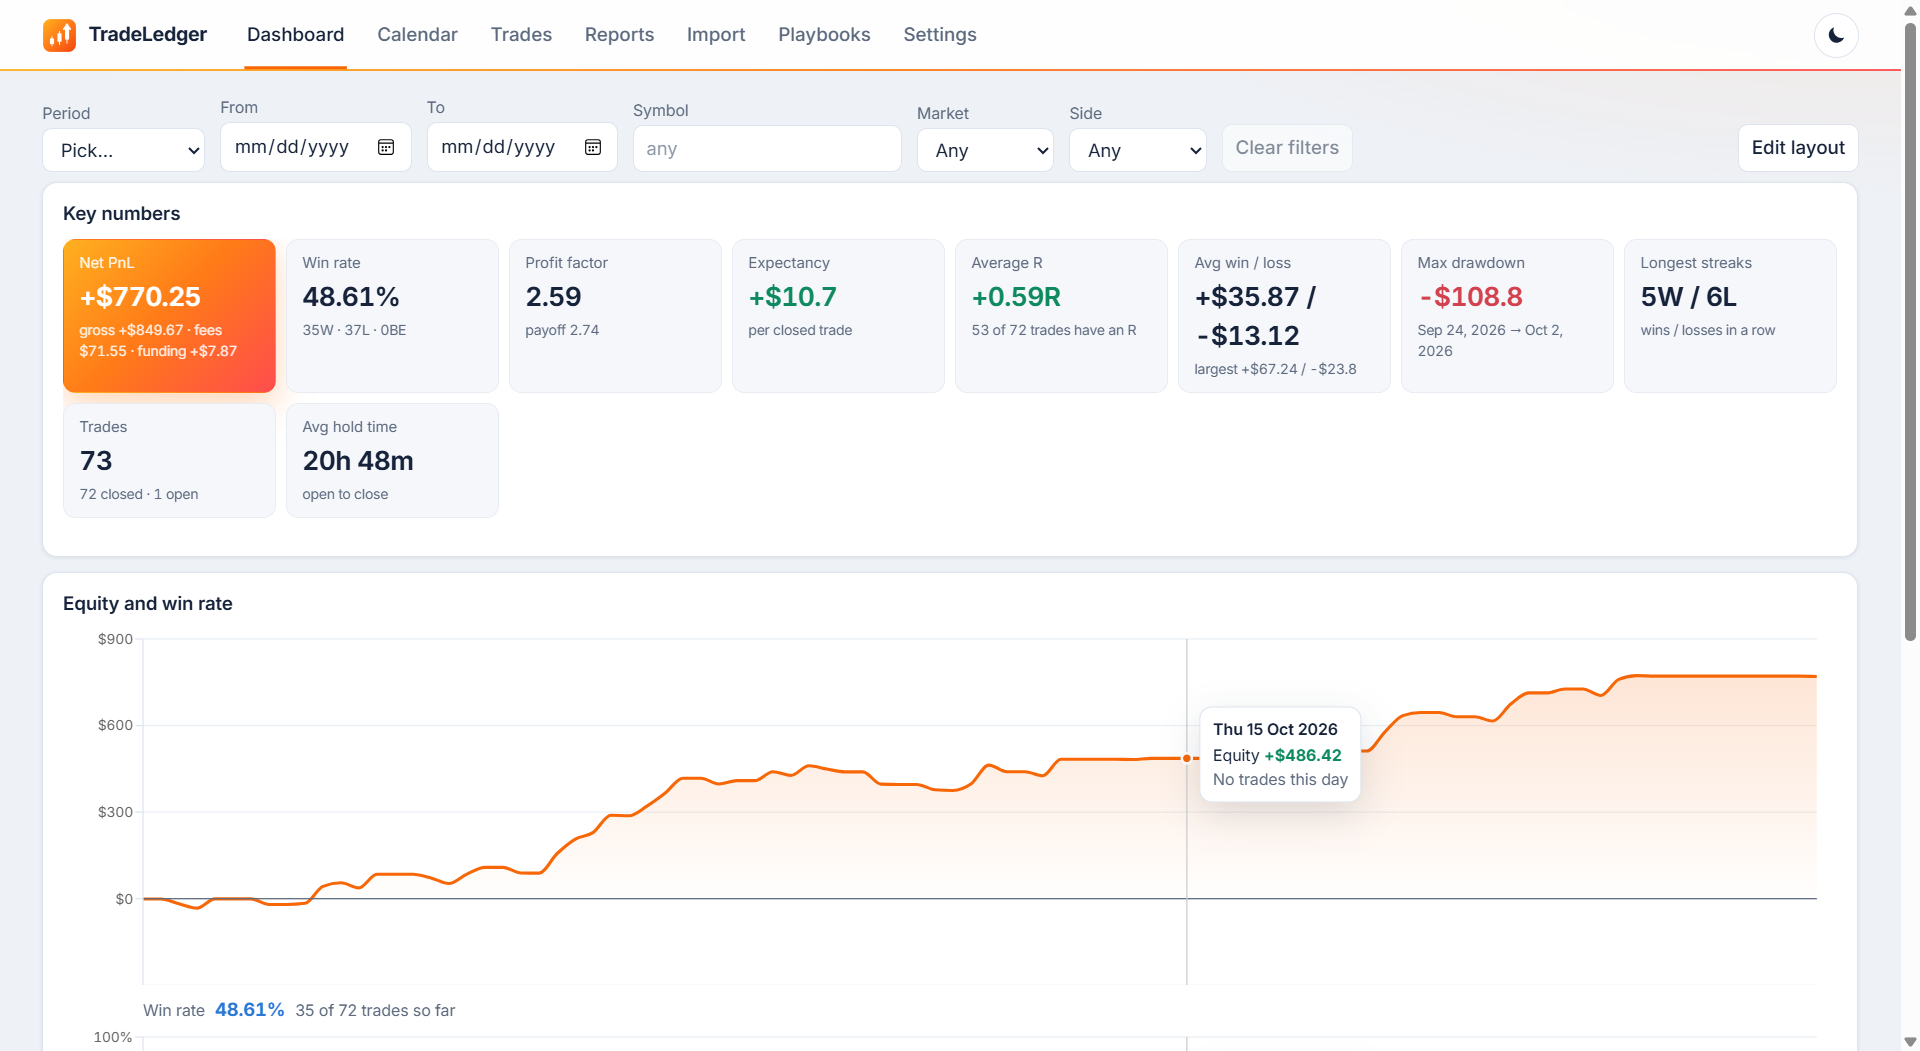 TradeLedger
Dashboard
Calendar
Trades
Reports
Import
Playbooks
Settings
Period
From
To
Symbol
Market
Side
Pick...
mm/dd/yyyy
mm/dd/yyyy
any
Any
Any
Clear filters
Edit layout
Key numbers
Net PnL
+$770.25
gross +$849.67 · fees
$71.55 · funding +$7.87
Win rate
48.61%
35W · 37L · 0BE
Profit factor
2.59
payoff 2.74
Expectancy
+$10.7
per closed trade
Average R
+0.59R
53 of 72 trades have an R
Avg win / loss
+$35.87 /
-$13.12
largest +$67.24 / -$23.8
Max drawdown
-$108.8
Sep 24, 2026 → Oct 2,
2026
Longest streaks
5W / 6L
wins / losses in a row
Trades
73
72 closed · 1 open
Avg hold time
20h 48m
open to close
Equity and win rate
$900
$600
$300
$0
Thu 15 Oct 2026
Equity +$486.42
No trades this day
Win rate 48.61% 35 of 72 trades so far
100%